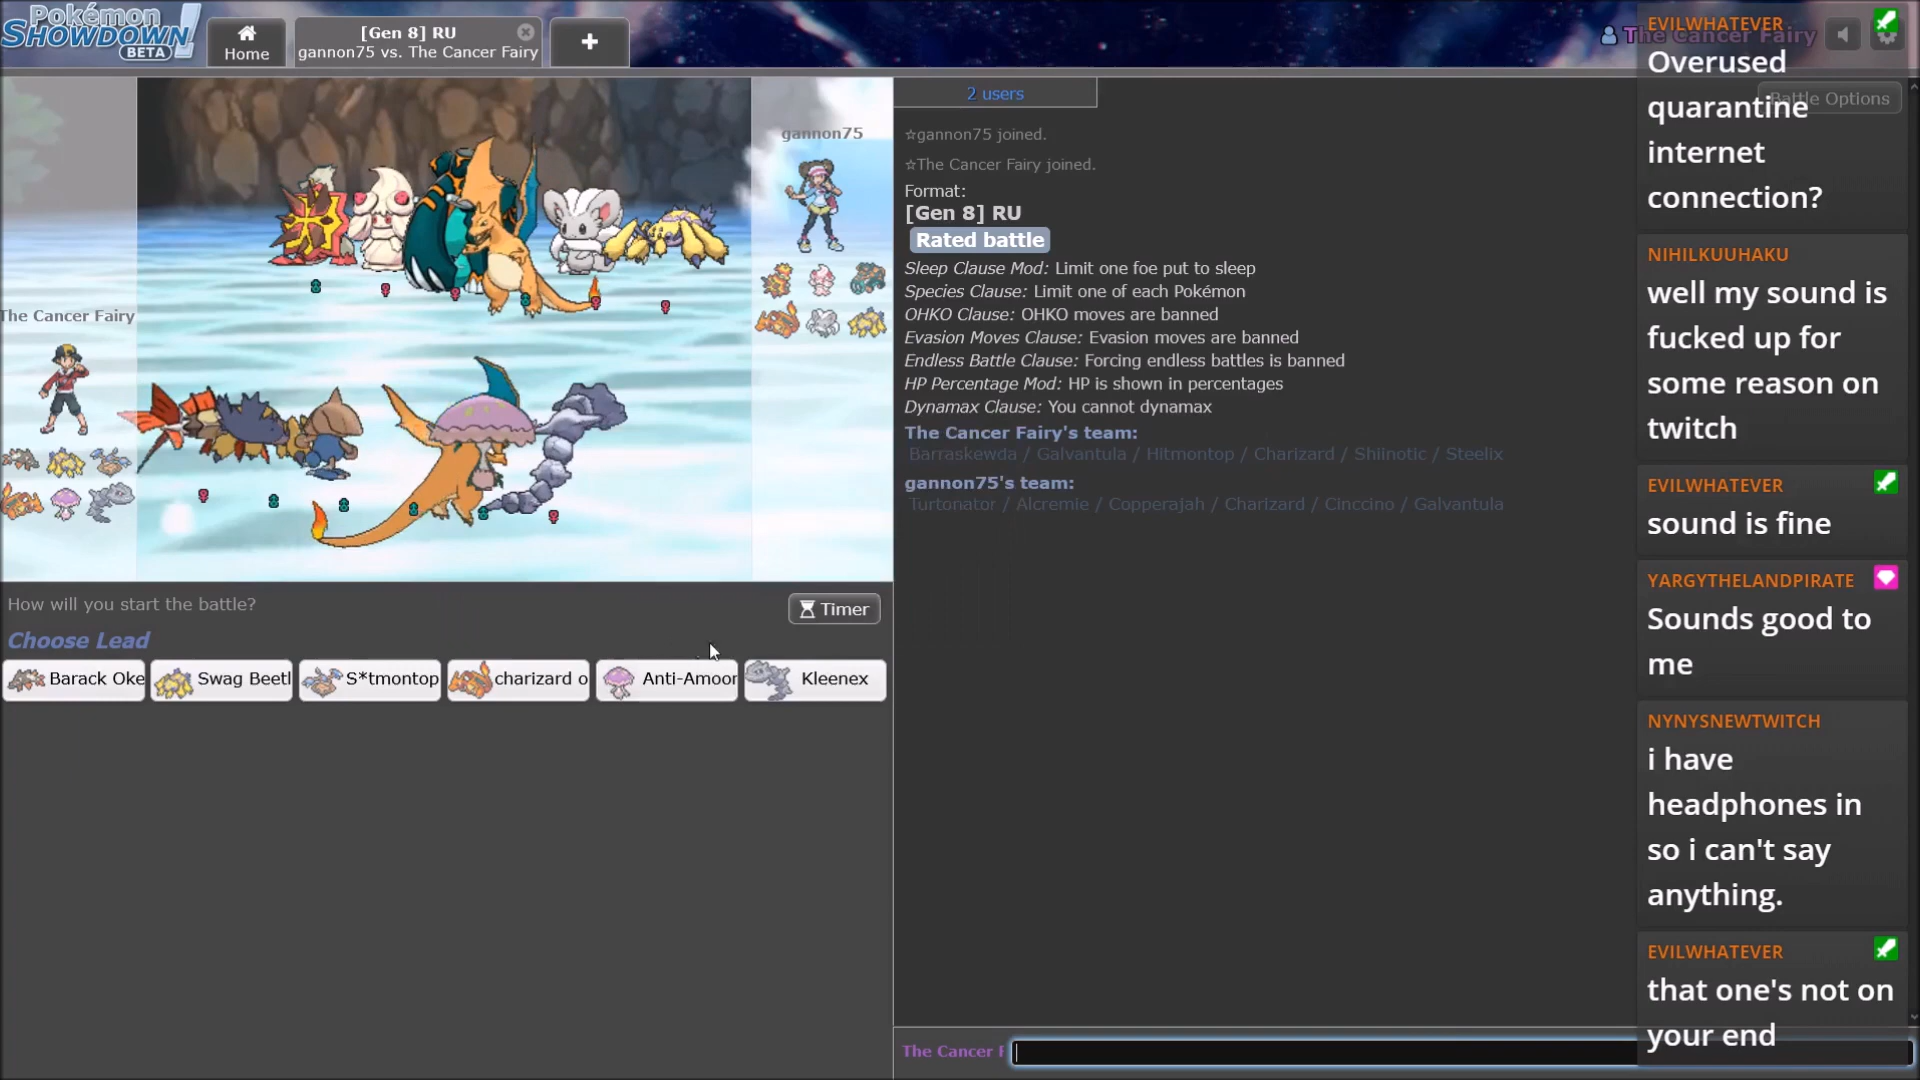 Pokémon
SHOWDOWN!
BETA
Home
[Gen 8] RU
gannon75 vs. The Cancer Fairy
+
The Cancer Fairy
Battle Options
gannon75
The Cancer Fairy
2 users
☆gannon75 joined.
☆The Cancer Fairy joined.
Format:
[Gen 8] RU
Rated battle
Sleep Clause Mod: Limit one foe put to sleep
Species Clause: Limit one of each Pokémon
OHKO Clause: OHKO moves are banned
Evasion Moves Clause: Evasion moves are banned
Endless Battle Clause: Forcing endless battles is banned
HP Percentage Mod: HP is shown in percentages
Dynamax Clause: You cannot dynamax
The Cancer Fairy's team:
Barraskewda / Galvantula / Hitmontop / Charizard / Shiinotic / Steelix
gannon75's team:
Turtonator / Alcremie / Copperajah / Charizard / Cinccino / Galvantula
How will you start the battle?
Timer
Choose Lead
Barack Oke
Swag Beetl
S*tmontop
charizard o
Anti-Amoor
Kleenex
The Cancer F
EVILWHATEVER
Overused
quarantine
internet
connection?
NIHILKUUHAKU
well my sound is
fucked up for
some reason on
twitch
EVILWHATEVER
sound is fine
YARGYTHELANDPIRATE
Sounds good to
me
NYNYSNEWTWITCH
i have
headphones in
so i can't say
anything.
EVILWHATEVER
that one's not on
your end